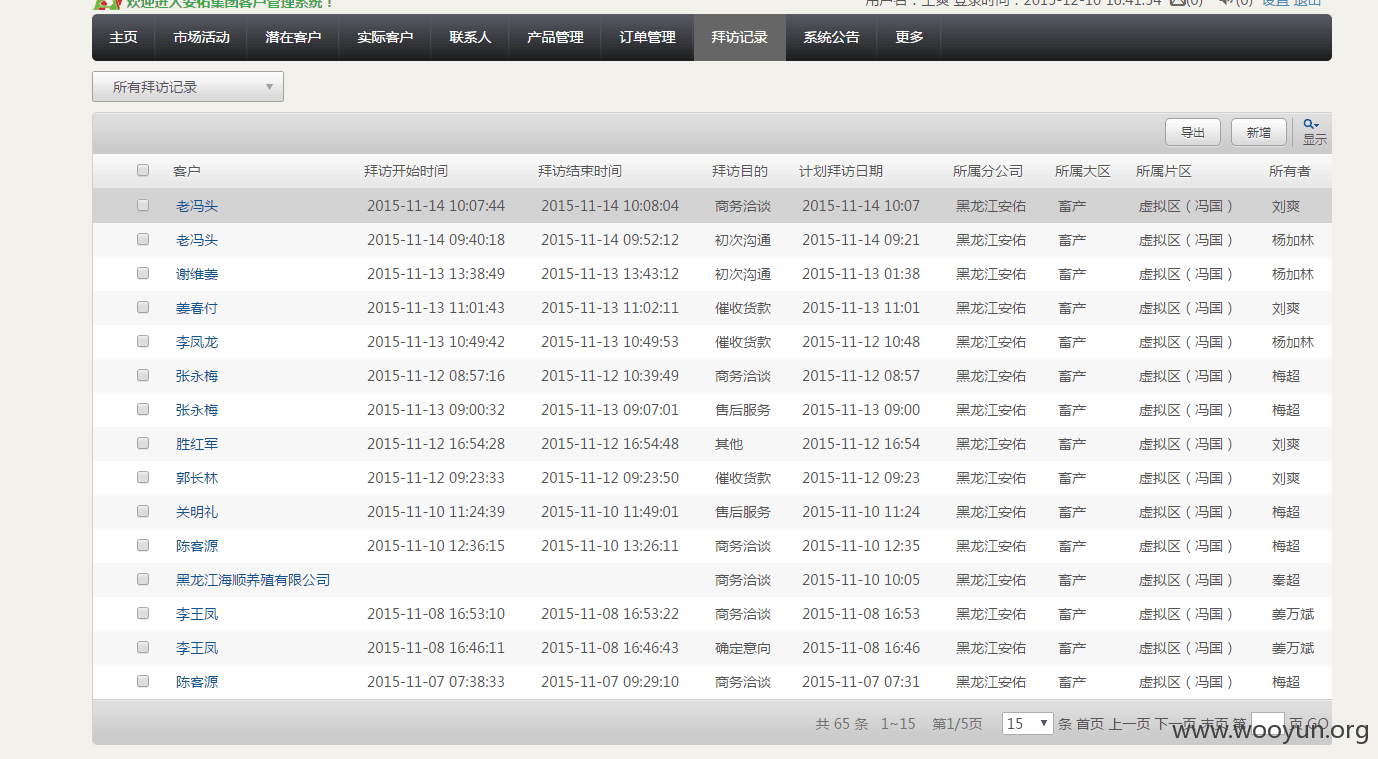 欢迎进入安佑集团客户管理系统！
登录时间：2015-12-10 16:41:54 (0) (0) 设置 退出
主页 市场活动 潜在客户 实际客户 联系人 产品管理 订单管理 拜访记录 系统公告 更多
所有拜访记录
导出 新增 显示
客户 拜访开始时间 拜访结束时间 拜访目的 计划拜访日期 所属分公司 所属大区 所属片区 所有者
老冯头 2015-11-14 10:07:44 2015-11-14 10:08:04 商务洽谈 2015-11-14 10:07 黑龙江安佑 畜产 虚拟区（冯国） 刘爽
老冯头 2015-11-14 09:40:18 2015-11-14 09:52:12 初次沟通 2015-11-14 09:21 黑龙江安佑 畜产 虚拟区（冯国） 杨加林
谢维姜 2015-11-13 13:38:49 2015-11-13 13:43:12 初次沟通 2015-11-13 01:38 黑龙江安佑 畜产 虚拟区（冯国） 杨加林
姜春付 2015-11-13 11:01:43 2015-11-13 11:02:11 催收货款 2015-11-13 11:01 黑龙江安佑 畜产 虚拟区（冯国） 刘爽
李凤龙 2015-11-13 10:49:42 2015-11-13 10:49:53 催收货款 2015-11-12 10:48 黑龙江安佑 畜产 虚拟区（冯国） 杨加林
张永梅 2015-11-12 08:57:16 2015-11-12 10:39:49 商务洽谈 2015-11-12 08:57 黑龙江安佑 畜产 虚拟区（冯国） 梅超
张永梅 2015-11-13 09:00:32 2015-11-13 09:07:01 售后服务 2015-11-13 09:00 黑龙江安佑 畜产 虚拟区（冯国） 梅超
胜红军 2015-11-12 16:54:28 2015-11-12 16:54:48 其他 2015-11-12 16:54 黑龙江安佑 畜产 虚拟区（冯国） 刘爽
郭长林 2015-11-12 09:23:33 2015-11-12 09:23:50 催收货款 2015-11-12 09:23 黑龙江安佑 畜产 虚拟区（冯国） 刘爽
关明礼 2015-11-10 11:24:39 2015-11-10 11:49:01 售后服务 2015-11-10 11:24 黑龙江安佑 畜产 虚拟区（冯国） 梅超
陈客源 2015-11-10 12:36:15 2015-11-10 13:26:11 商务洽谈 2015-11-10 12:35 黑龙江安佑 畜产 虚拟区（冯国） 梅超
黑龙江海顺养殖有限公司 商务洽谈 2015-11-10 10:05 黑龙江安佑 畜产 虚拟区（冯国） 秦超
李王凤 2015-11-08 16:53:10 2015-11-08 16:53:22 商务洽谈 2015-11-08 16:53 黑龙江安佑 畜产 虚拟区（冯国） 姜万斌
李王凤 2015-11-08 16:46:11 2015-11-08 16:46:43 确定意向 2015-11-08 16:46 黑龙江安佑 畜产 虚拟区（冯国） 姜万斌
陈客源 2015-11-07 07:38:33 2015-11-07 09:29:10 商务洽谈 2015-11-07 07:31 黑龙江安佑 畜产 虚拟区（冯国） 梅超
共 65 条 1~15 第1/5页 15 条 首页 上一页 下一页 末页 第 页 GO
www.wooyun.org